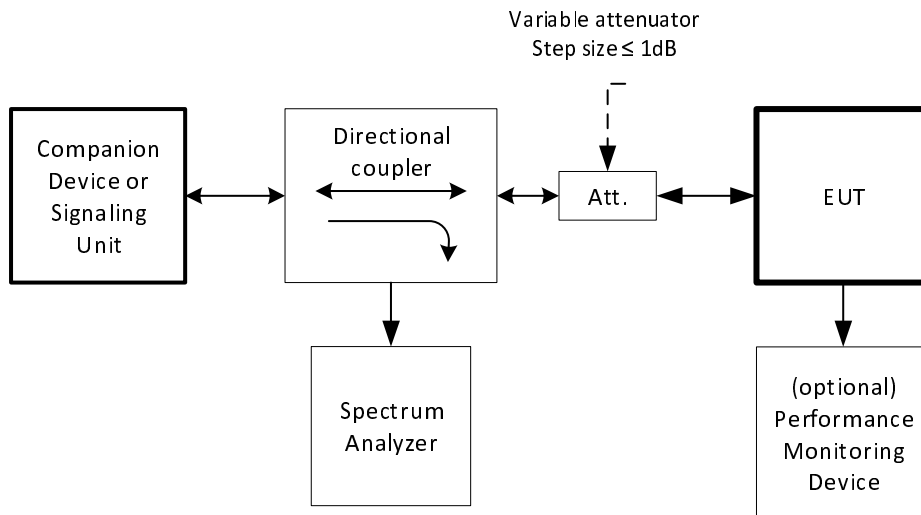 Variable attenuator
Step size ≤ 1dB
Companion
Device or
Signaling
Unit
Directional
coupler
Att.
EUT
Spectrum
Analyzer
(optional)
Performance
Monitoring
Device